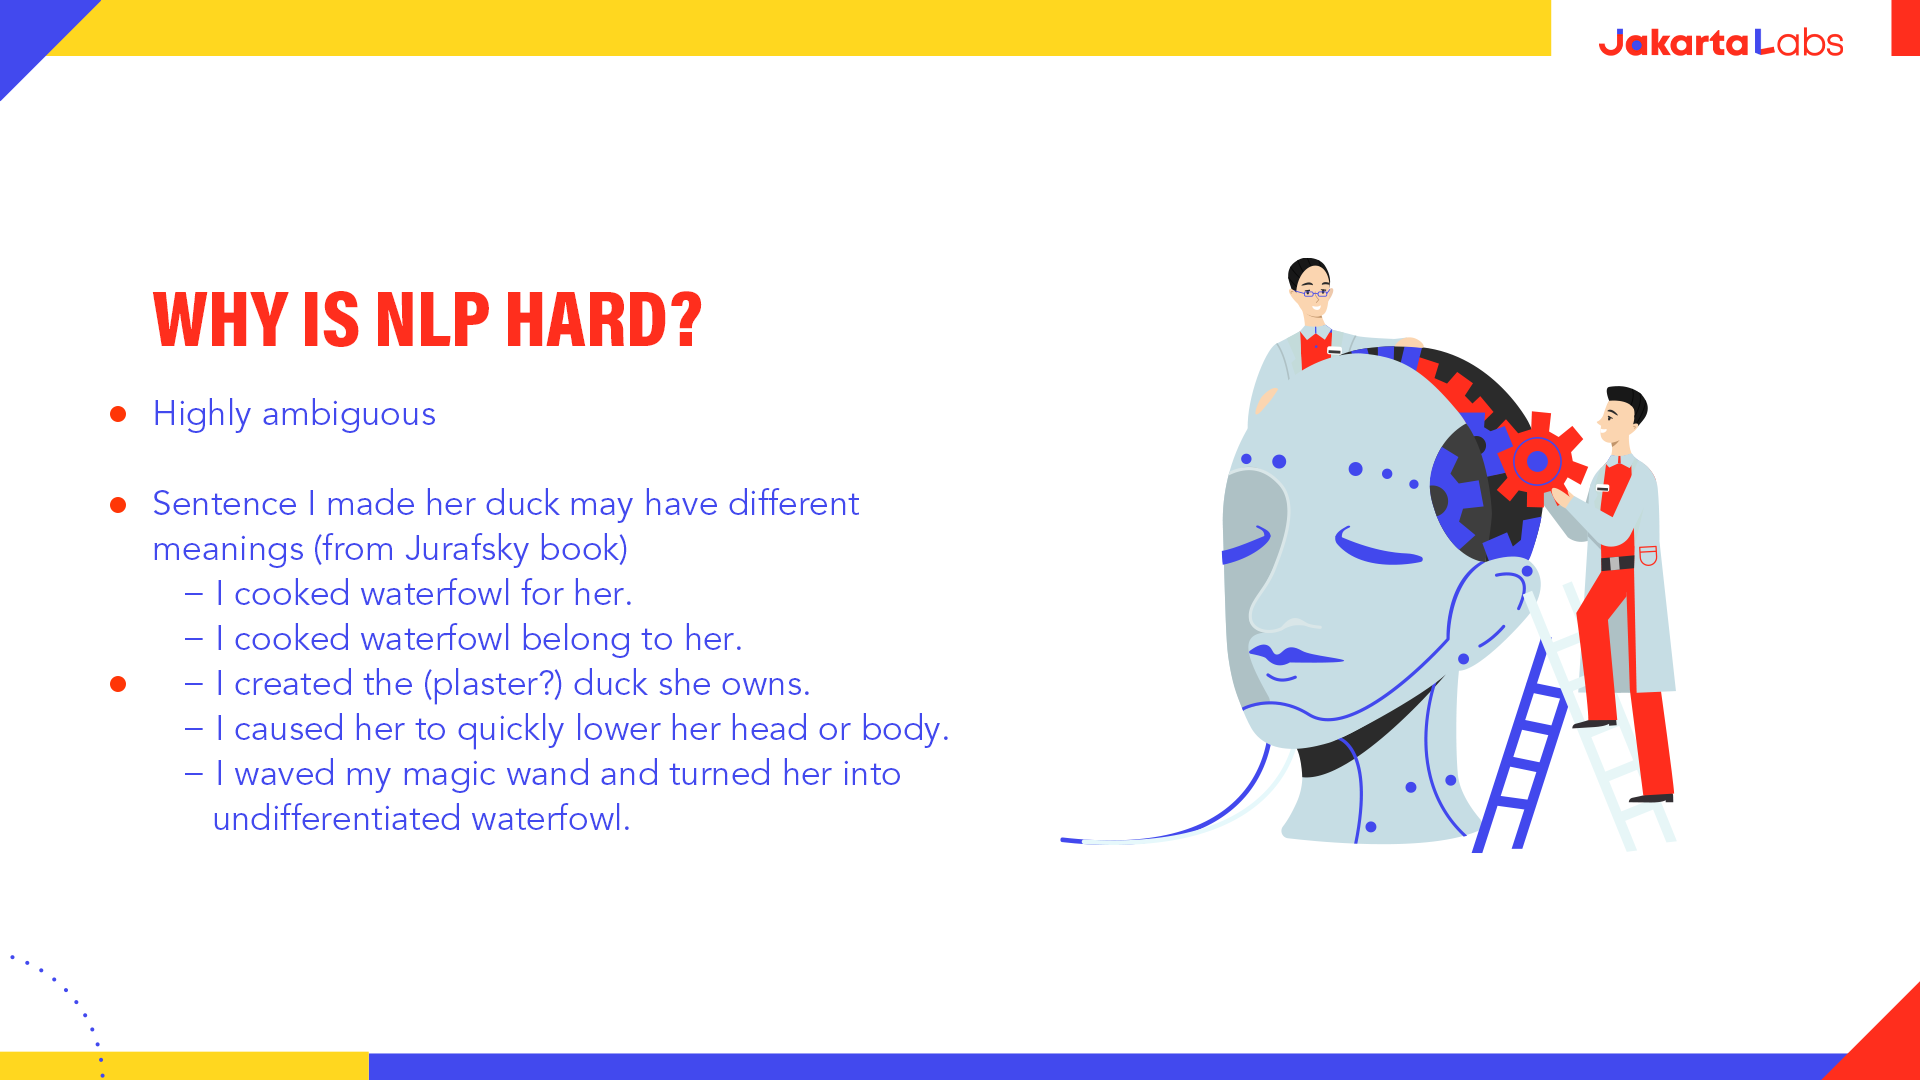 Jakarta Labs
WHY IS NLP HARD?
Highly ambiguous
Sentence I made her duck may have different
meanings (from Jurafsky book)
– I cooked waterfowl for her.
– I cooked waterfowl belong to her.
– I created the (plaster?) duck she owns.
– I caused her to quickly lower her head or body.
– I waved my magic wand and turned her into
undifferentiated waterfowl.